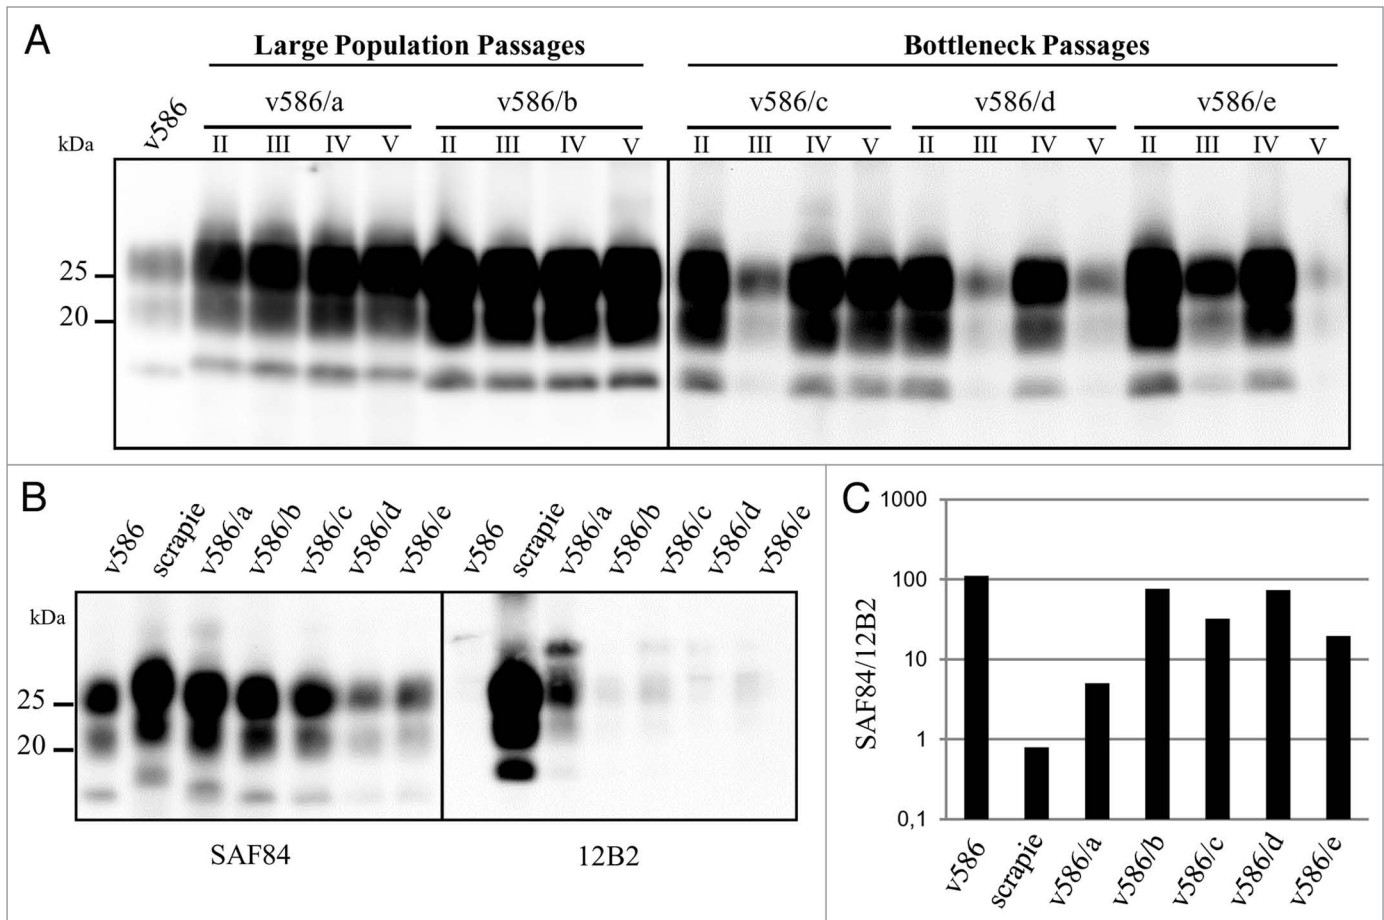 A
Large Population Passages Bottleneck Passages
v586 v586/a v586/b v586/c v586/d v586/e
kDa II III IV V II III IV V II III IV V II III IV V II III IV V
25
20
B
v586 scrapie v586/a v586/b v586/c v586/d v586/e v586 scrapie v586/a v586/b v586/c v586/d v586/e
kDa
25
20
SAF84 12B2
C
SAF84/12B2
1000
100
10
1
0,1
v586 scrapie v586/a v586/b v586/c v586/d v586/e